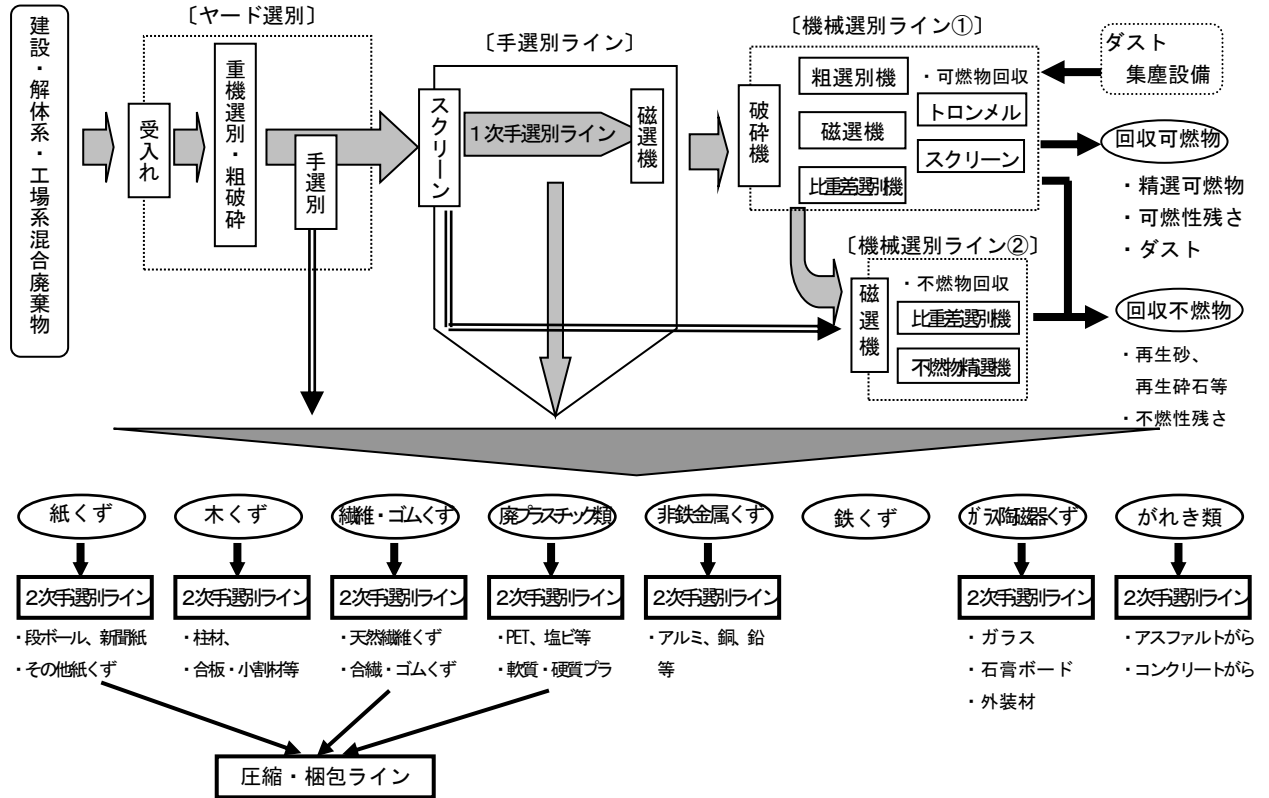 建設・解体系・工場系混合廃棄物
〔ヤード選別〕
受入れ
重機選別・粗破砕
手選別
〔手選別ライン〕
スクリーン
1次手選別ライン
磁選機
〔機械選別ライン①〕
破砕機
粗選別機
・可燃物回収
トロンメル
磁選機
スクリーン
比重差選別機
ダスト
集塵設備
回収可燃物
・精選可燃物
・可燃性残さ
・ダスト
〔機械選別ライン②〕
磁選機
・不燃物回収
比重差選別機
不燃物精選機
回収不燃物
・再生砂、
再生砕石等
・不燃性残さ
紙くず
木くず
繊維・ゴムくず
廃プラスチック類
非鉄金属くず
鉄くず
ガラス陶磁器くず
がれき類
2次手選別ライン
2次手選別ライン
2次手選別ライン
2次手選別ライン
2次手選別ライン
2次手選別ライン
2次手選別ライン
・段ボール、新聞紙
・その他紙くず
・柱材、
・合板・小割材等
・天然繊維くず
・合繊・ゴムくず
・PET、塩ビ等
・軟質・硬質プラ
・アルミ、銅、鉛
等
・ガラス
・石膏ボード
・外装材
・アスファルトがら
・コンクリートがら
圧縮・梱包ライン